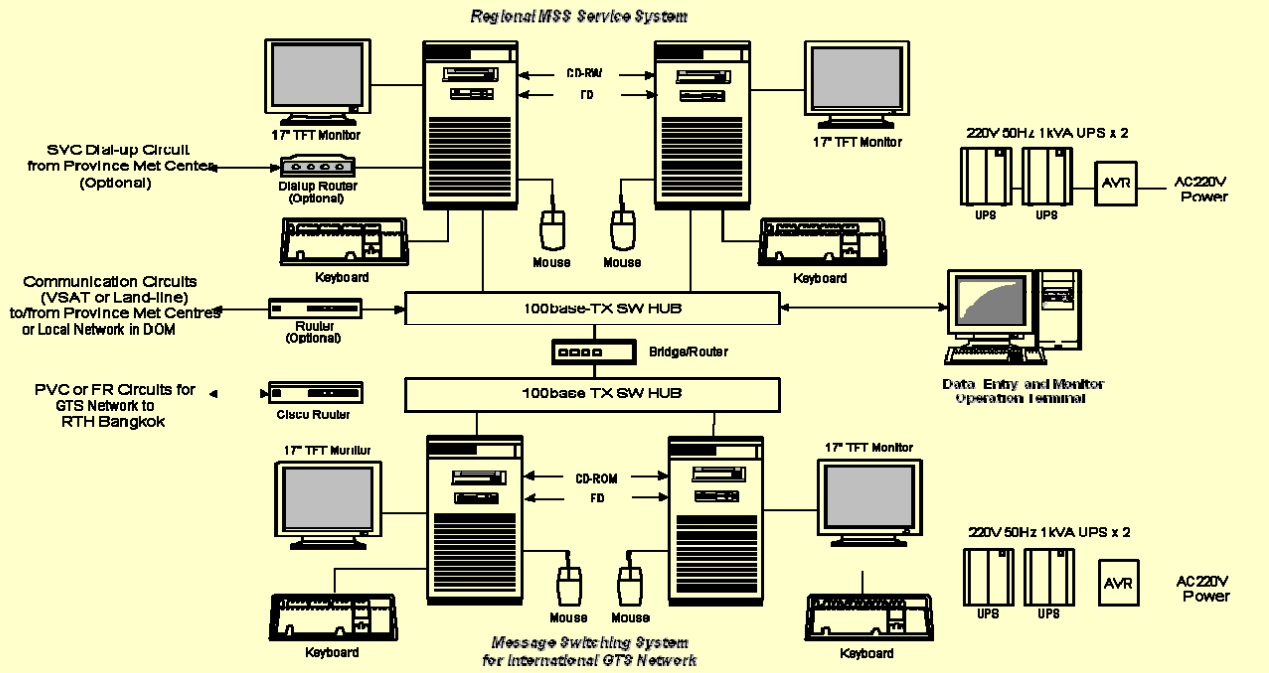 Regional MSS Service System
CD-RW
FD
17" TFT Monitor
17" TFT Monitor
220V 50Hz 1kVA UPS x 2
SVC Dial-up Circuit
from Province Met Center
(Optional)
Dialup Router
(Optional)
AVR
AC220V
Power
UPS
UPS
Mouse
Mouse
Keyboard
Keyboard
Communication Circuits
(VSAT or Land-line)
to/from Province Met Centres
or Local Network in DOM
Router
(Optional)
100base-TX SW HUB
Bridge/Router
Data Entry and Monitor
Operation Terminal
PVC or FR Circuits for
GTS Network to
RTH Bangkok
Cisco Router
100base TX SW HUB
17" TFT Monitor
17" TFT Monitor
CD-ROM
FD
220V 50Hz 1kVA UPS x 2
AVR
AC220V
Power
UPS
UPS
Mouse
Mouse
Keyboard
Keyboard
Message Switching System
for International GTS Network